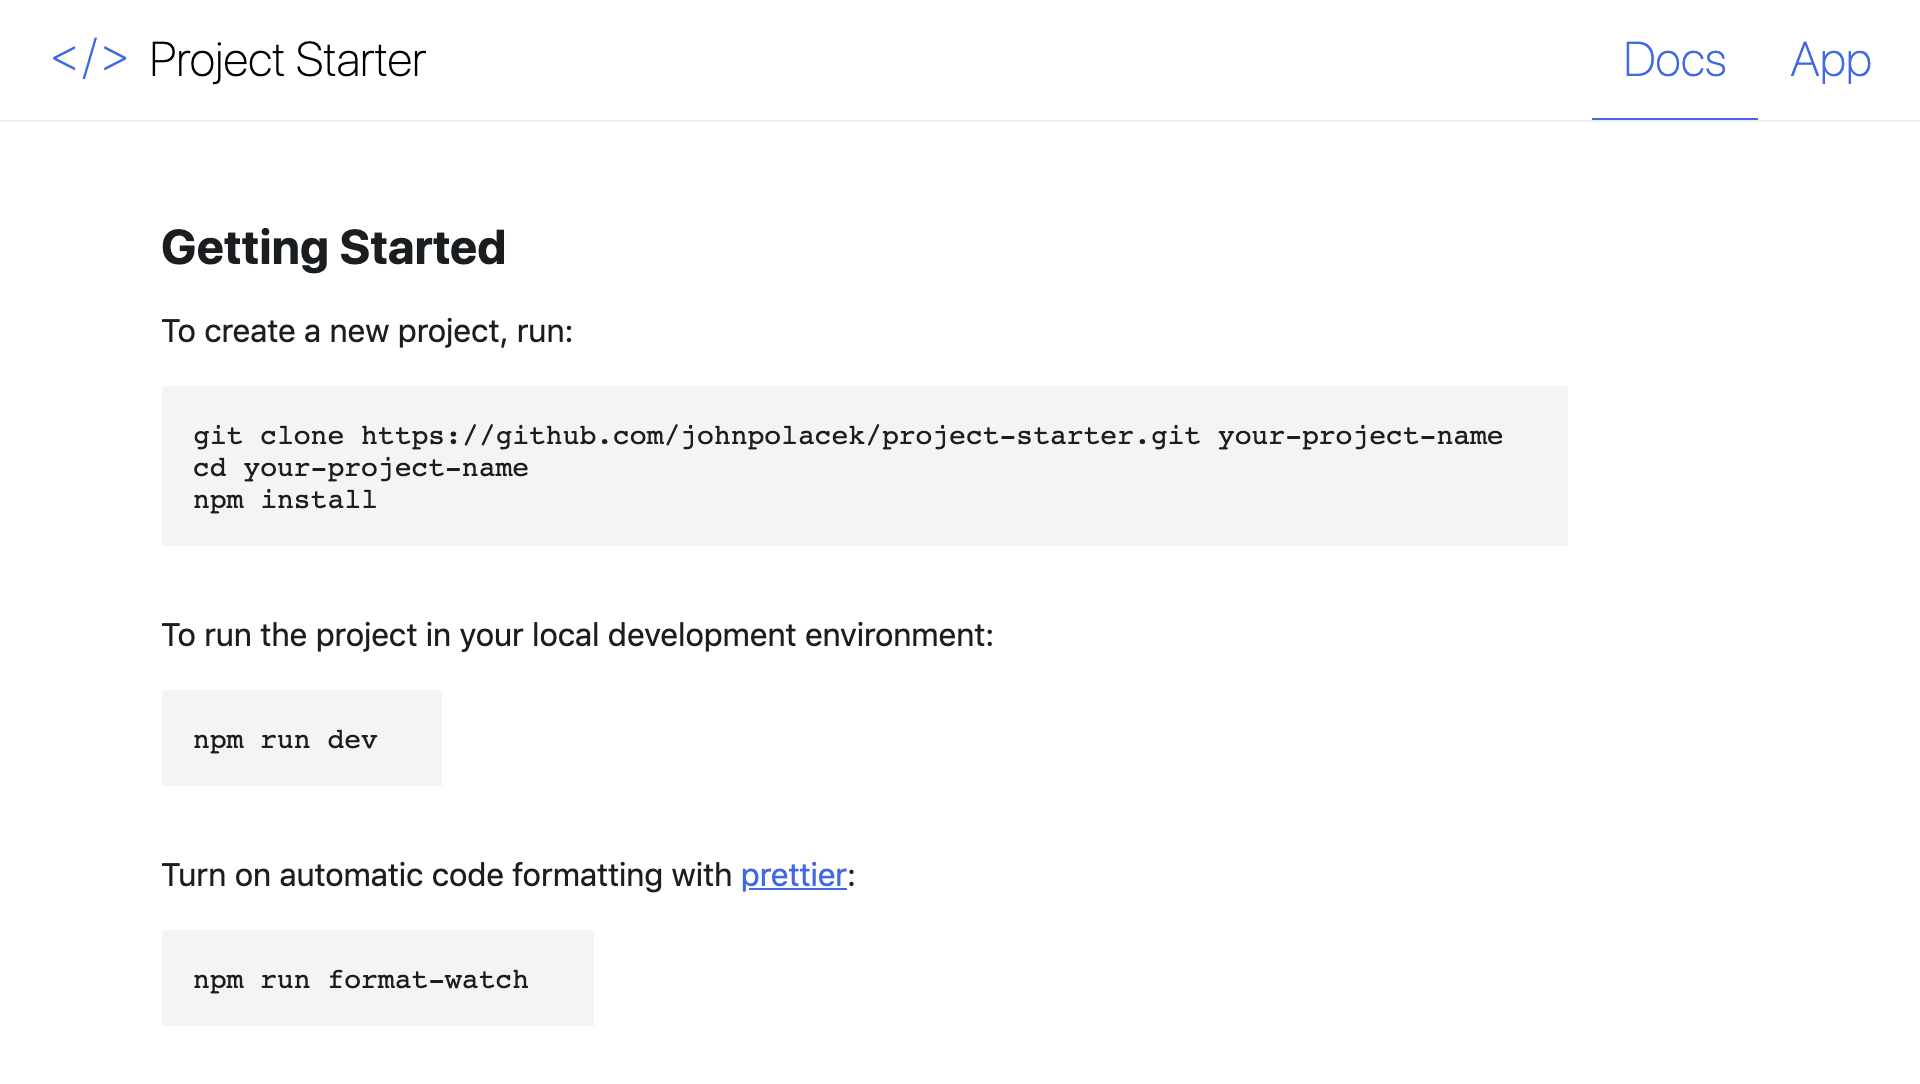 </> Project Starter
Docs
App
Getting Started
To create a new project, run:
git clone https://github.com/johnpolacek/project-starter.git your-project-name
cd your-project-name
npm install
To run the project in your local development environment:
npm run dev
Turn on automatic code formatting with prettier:
npm run format-watch